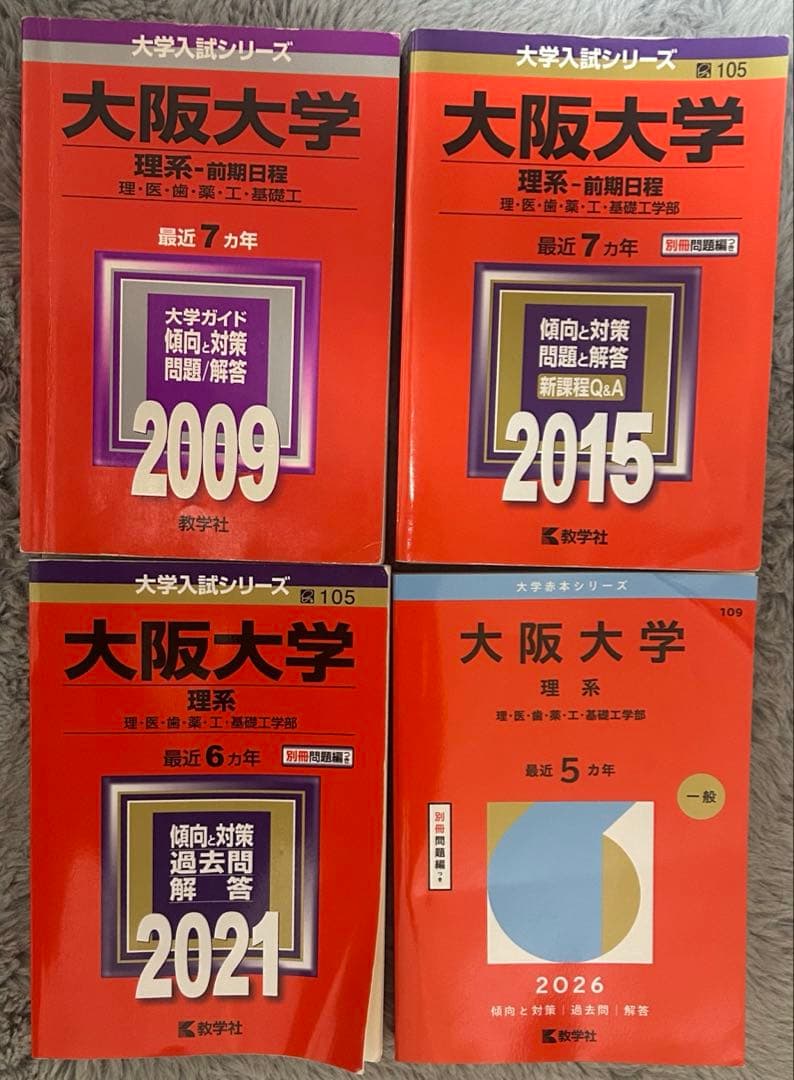 大学入試シリーズ
大阪大学
理系-前期日程
理・医・歯・薬・工・基礎工
最近7ヵ年
大学ガイド
傾向と対策
問題/解答
2009
教学社
大学入試シリーズ
105
大阪大学
理系-前期日程
理・医・歯・薬・工・基礎工学部
最近7ヵ年
別冊問題編つき
傾向と対策
問題と解答
新課程Q&A
2015
教学社
大学入試シリーズ
105
大阪大学
理系
理・医・歯・薬・工・基礎工学部
最近6ヵ年
別冊問題編つき
傾向と対策
過去問
解答
2021
教学社
大学赤本シリーズ
109
大阪大学
理系
理・医・歯・薬・工・基礎工学部
最近5ヵ年
一般
別冊問題編つき
2026
傾向と対策|過去問|解答
教学社